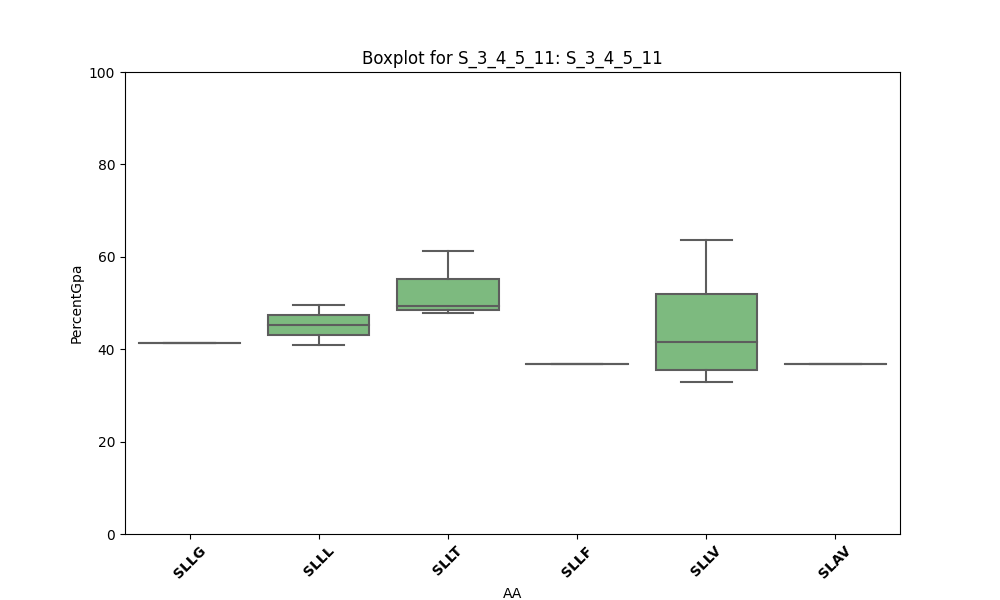 Boxplot for S_3_4_5_11: S_3_4_5_11
100
80
60
40
20
0
PercentGpa
SLLG
SLLL
SLLT
SLLF
SLLV
SLAV
AA